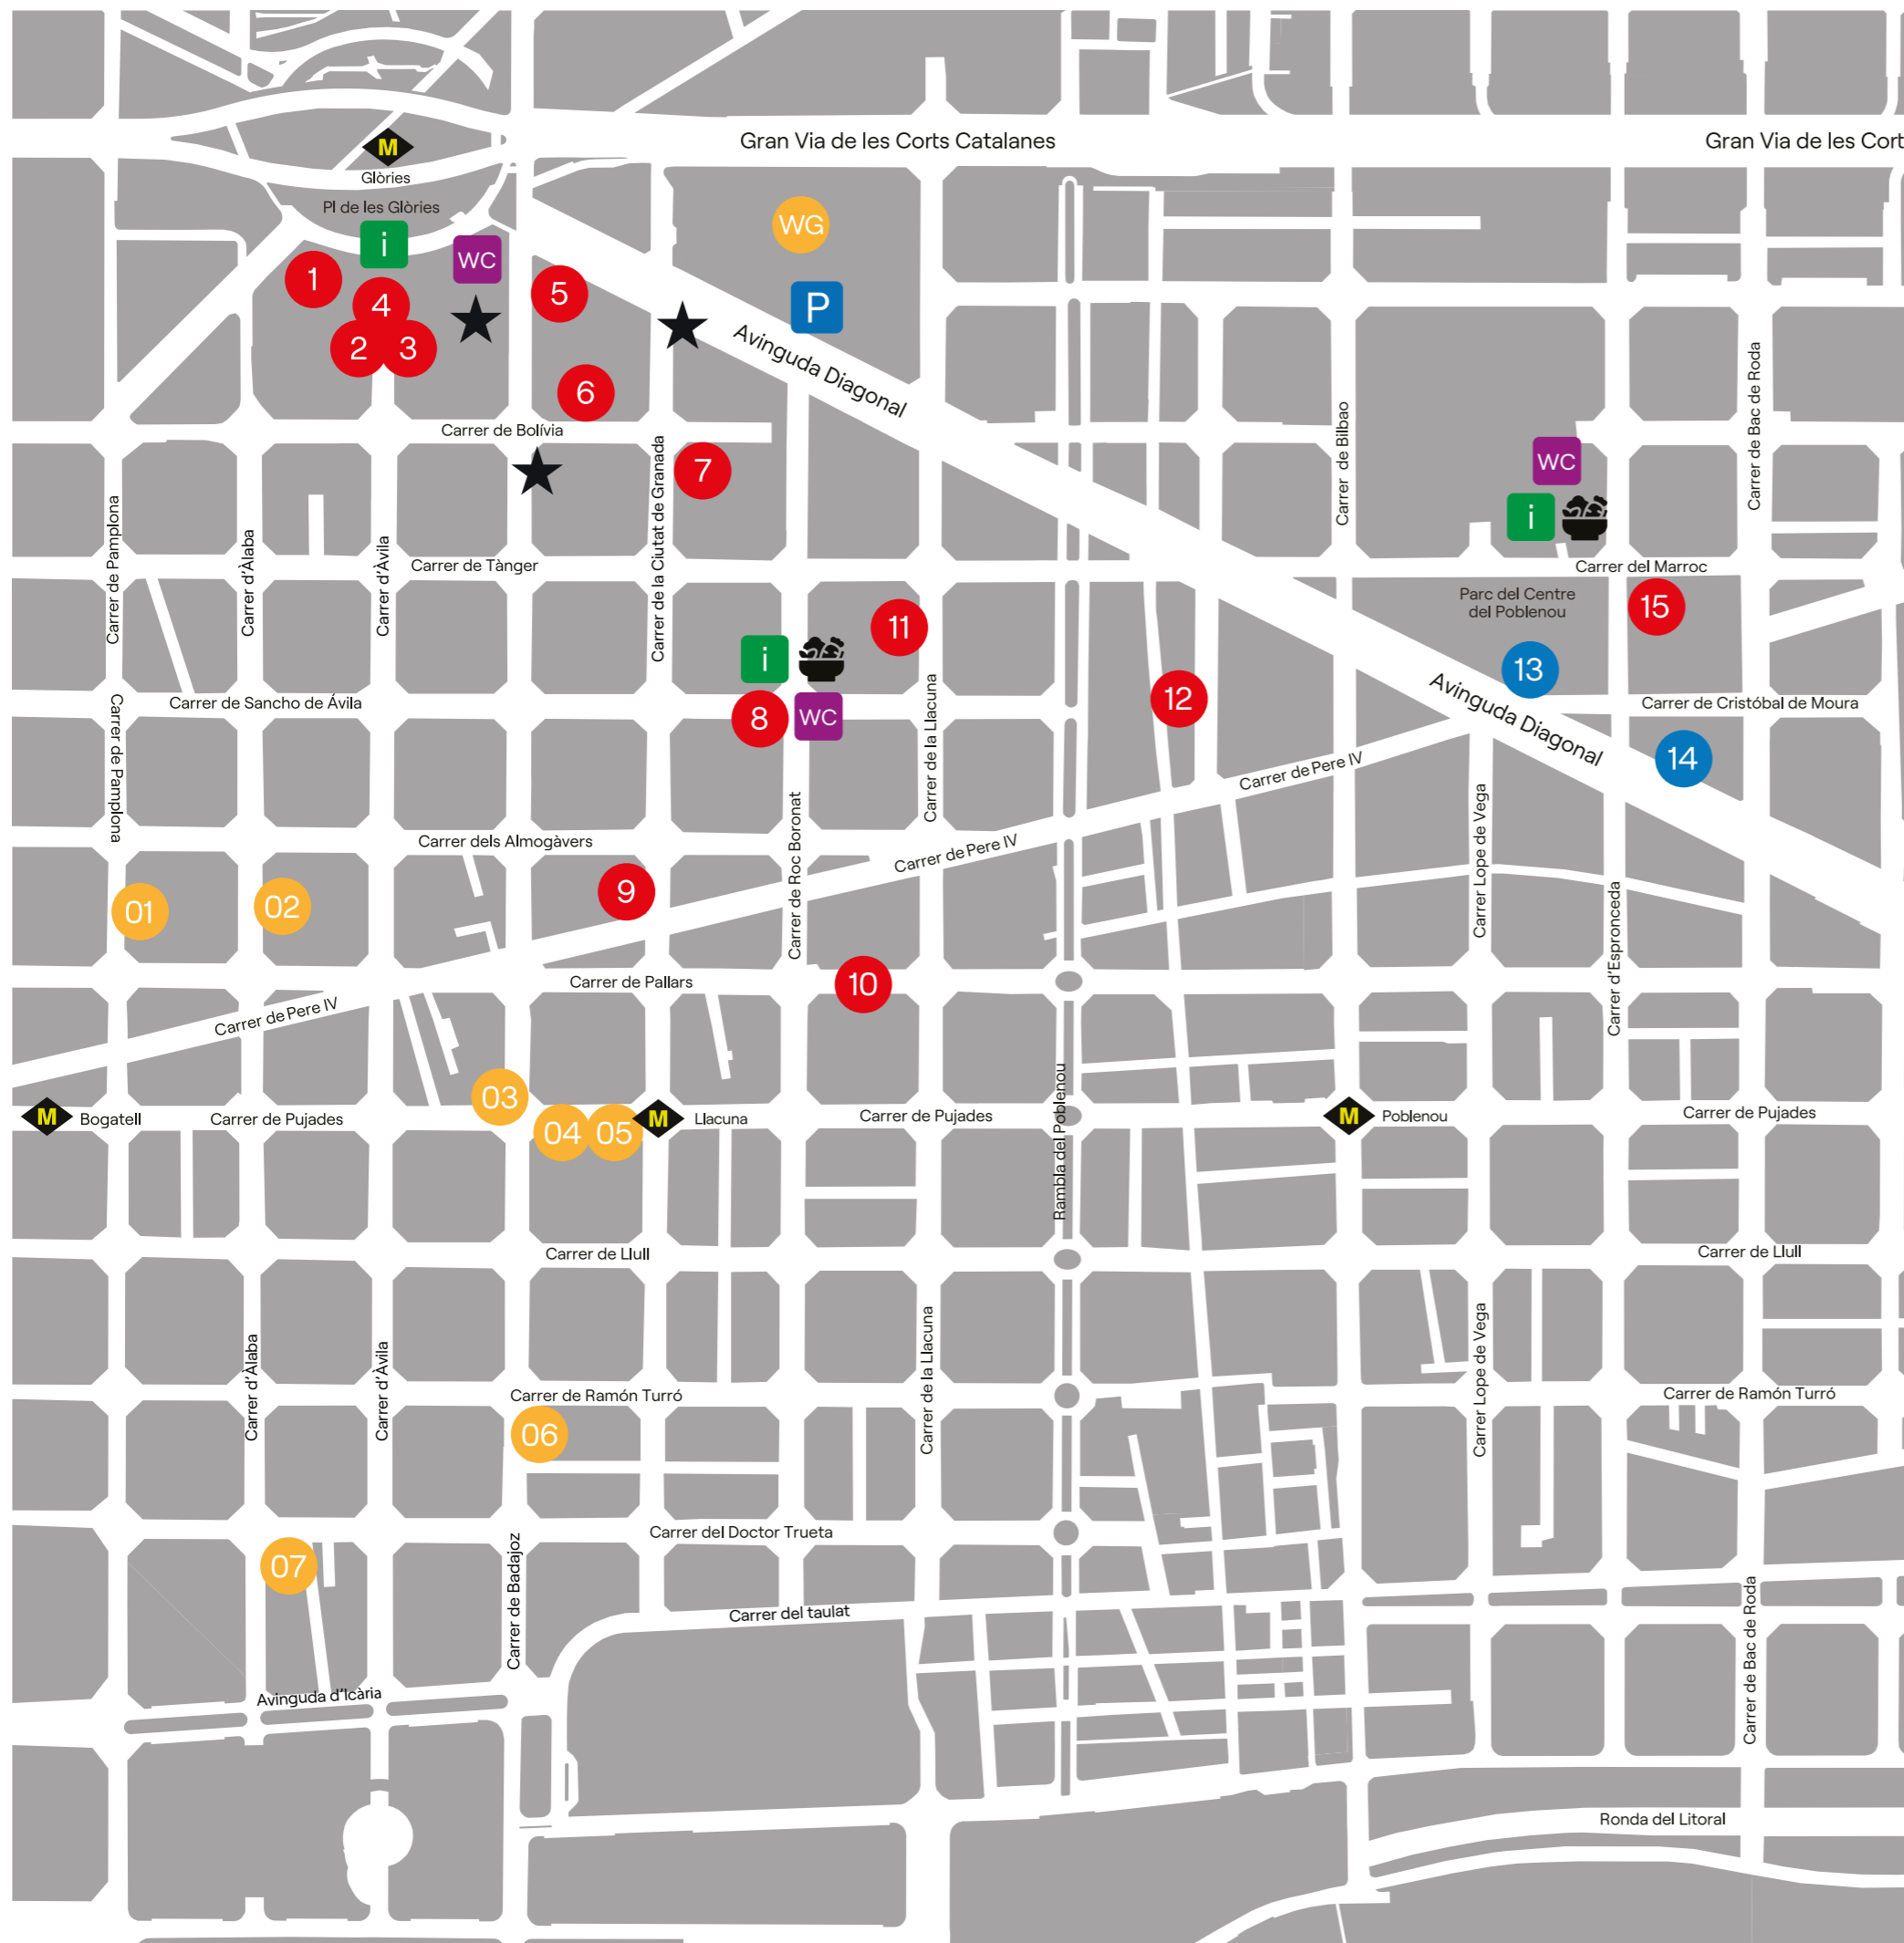 Gran Via de les Corts Catalanes
Gran Via de les Cort
M
Glòries
Pl de les Glòries
i
WC
WG
P
1
4
2
3
5
6
7
Avinguda Diagonal
Carrer de Bolívia
Carrer de Pamplona
Carrer d'Àlaba
Carrer d'Àvila
Carrer de la Ciutat de Granada
Carrer de Bilbao
Carrer de Bac de Roda
WC
i
Carrer de Tànger
Carrer del Marroc
Parc del Centre
del Poblenou
15
11
i
8
WC
12
13
Carrer de Sancho de Ávila
Carrer de Pamplona
Carrer de la Llacuna
Avinguda Diagonal
Carrer de Cristóbal de Moura
14
Carrer de Pere IV
Carrer dels Almogàvers
Carrer de Pere IV
Carrer de Roc Boronat
Carrer Lope de Vega
Carrer d'Espronceda
01
02
9
10
Carrer de Pallars
Carrer de Pere IV
03
04
05
M
Bogatell
Carrer de Pujades
M
Llacuna
Carrer de Pujades
Rambla del Poblenou
M
Poblenou
Carrer de Pujades
Carrer de Llull
Carrer de Llull
Carrer d'Àlaba
Carrer d'Àvila
Carrer de la Llacuna
Carrer Lope de Vega
Carrer de Ramón Turró
Carrer de Ramón Turró
06
Carrer del Doctor Trueta
07
Carrer de Badajoz
Carrer del taulat
Carrer de Bac de Roda
Avinguda d'Icària
Ronda del Litoral